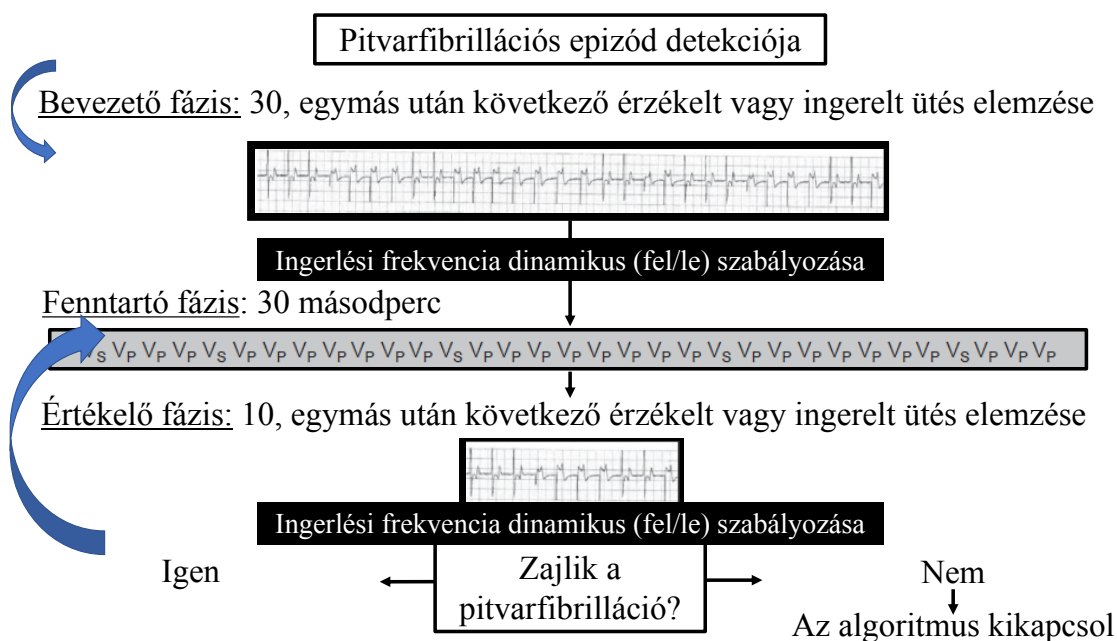 Pitvarfibrillációs epizód detekciója
Bevezető fázis: 30, egymás után következő érzékelt vagy ingerelt ütés elemzése
Ingerlési frekvencia dinamikus (fel/le) szabályozása
Fenntartó fázis: 30 másodperc
VS VP VP VP VS VP VP VP VP VP VP VP VS VP VP VP VP VP VP VP VP VS VP VP VP VP VP VP VP VS VP VP VP
Értékelő fázis: 10, egymás után következő érzékelt vagy ingerelt ütés elemzése
Ingerlési frekvencia dinamikus (fel/le) szabályozása
Igen
Zajlik a
pitvarfibrilláció?
Nem
Az algoritmus kikapcsol